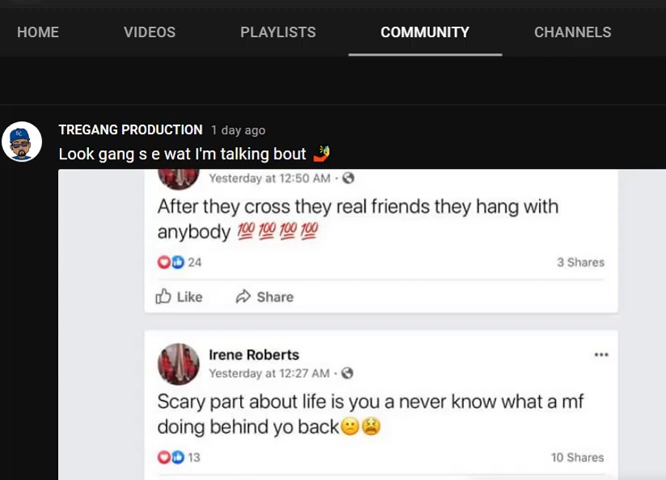 HOME VIDEOS PLAYLISTS COMMUNITY CHANNELS
TREGANG PRODUCTION 1 day ago
Look gang s e wat I'm talking bout
Yesterday at 12:50 AM ·
After they cross they real friends they hang with
anybody 💯 💯 💯 💯
24 3 Shares
Like Share
Irene Roberts
Yesterday at 12:27 AM ·
Scary part about life is you a never know what a mf
doing behind yo back😕😫
13 10 Shares